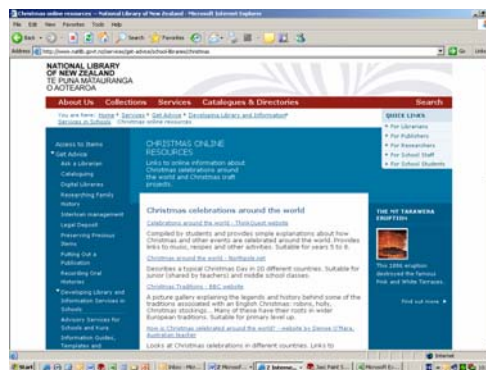 Christmas online resources - National Library of New Zealand - Microsoft Internet Explorer
File Edit View Favorites Tools Help
Back Search Favorites
Address http://www.natlib.govt.nz/services/get-advice/school-libraries/christmas Go Links
NATIONAL LIBRARY
OF NEW ZEALAND
TE PUNA MĀTAURANGA
O AOTEAROA
About Us Collections Services Catalogues & Directories Search
You are here: Home * Services * Get Advice * Developing Library and Information*
Services in Schools Christmas online resources
QUICK LINKS
* For Librarians
* For Publishers
* For Researchers
* For School Staff
* For School Students
Access to Items
Get Advice
Ask a Librarian
Cataloguing
Digital Libraries
Researching Family
History
Interloan management
Legal Deposit
Preserving Precious
Items
Putting Out a
Publication
Recording Oral
Histories
Developing Library and
Information Services in
Schools
Advisory Services for
Schools and Kura
Information Guides,
Templates and
CHRISTMAS ONLINE
RESOURCES
Links to online information about
Christmas celebrations around
the world and Christmas craft
projects.
Christmas celebrations around the world
Celebrations around the world - ThinkQuest website
Compiled by students and provides simple explanations about how
Christmas and other events are celebrated around the world. Provides
links to music, recipes and other activities. Suitable for years 5 to 8.
Christmas around the world - Northpole.net
Describes a typical Christmas Day in 20 different countries. Suitable for
junior (shared by teachers) and middle school classes.
Christmas Traditions - BBC website
A picture gallery explaining the legends and history behind some of the
traditions associated with an English Christmas: robins, holly,
Christmas stockings... Many of these have their roots in wider
European traditions. Suitable for primary level up.
How is Christmas celebrated around the world? - website by Denise O'Meara,
Australian teacher
Looks at Christmas celebrations in different countries. Links to
THE MT TARAWERA
ERUPTION
This 1886 eruption
destroyed the famous
Pink and White Terraces.
Find out more
Internet
Start